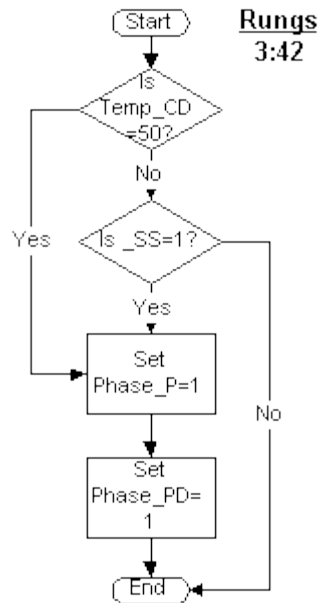 Start
Rungs
3:42
Is
Temp_CD
=50?
No
Yes
Is _SS=1?
Yes
Set
Phase_P=1
No
Set
Phase_PD=
1
End